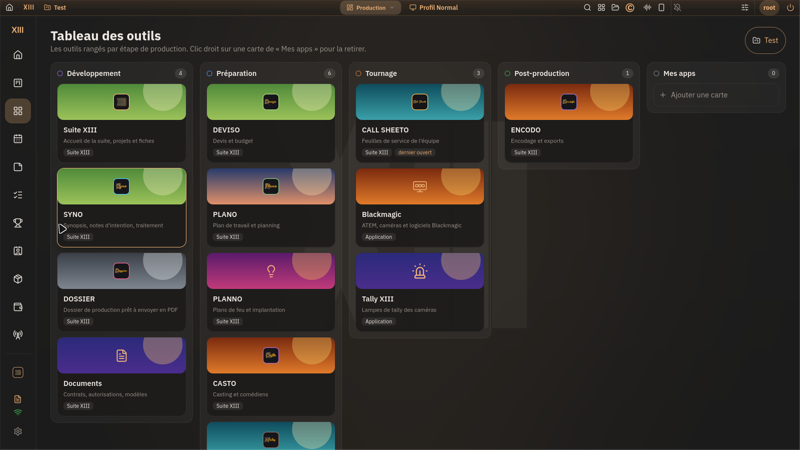 XIII
Test
Production
Profil Normal
root
XIII
Tableau des outils
Les outils rangés par étape de production. Clic droit sur une carte de « Mes apps » pour la retirer.
Test
Développement
4
Suite XIII
Accueil de la suite, projets et fiches
Suite XIII
SYNO
Synopsis, notes d'intention, traitement
Suite XIII
DOSSIER
Dossier de production prêt à envoyer en PDF
Suite XIII
Documents
Contrats, autorisations, modèles
Suite XIII
Préparation
6
DEVISO
Devis et budget
Suite XIII
PLANO
Plan de travail et planning
Suite XIII
PLANNO
Plans de feu et implantation
Suite XIII
CASTO
Casting et comédiens
Suite XIII
Tournage
3
CALL SHEETO
Feuilles de service de l'équipe
Suite XIII
dernier ouvert
Blackmagic
ATEM, caméras et logiciels Blackmagic
Application
Tally XIII
Lampes de tally des caméras
Application
Post-production
1
ENCODO
Encodage et exports
Suite XIII
Mes apps
0
Ajouter une carte